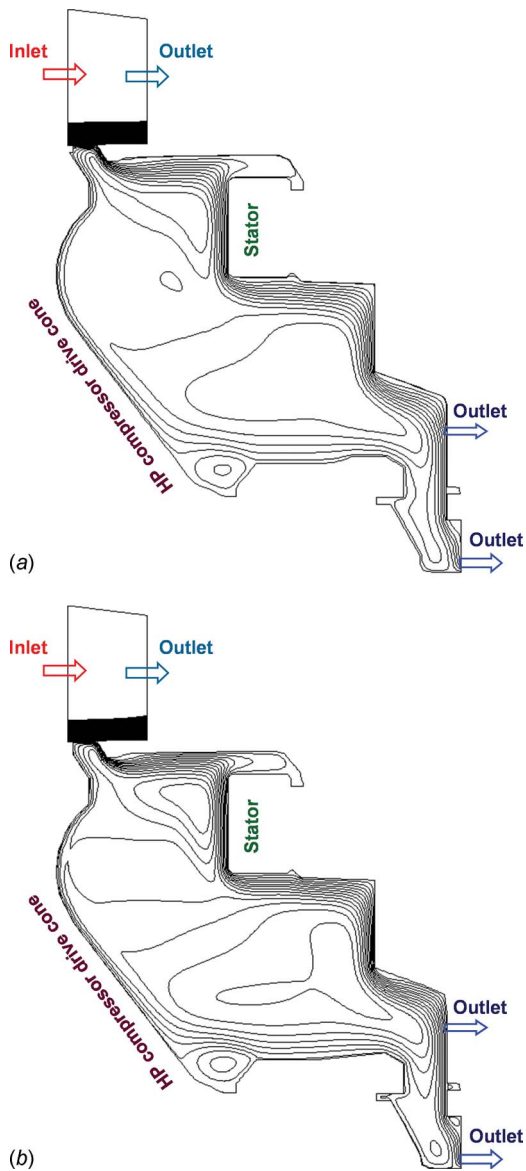 Inlet Outlet
Stator
HP compressor drive cone
Outlet
Outlet
(a)
Inlet Outlet
Stator
HP compressor drive cone
Outlet
Outlet
(b)